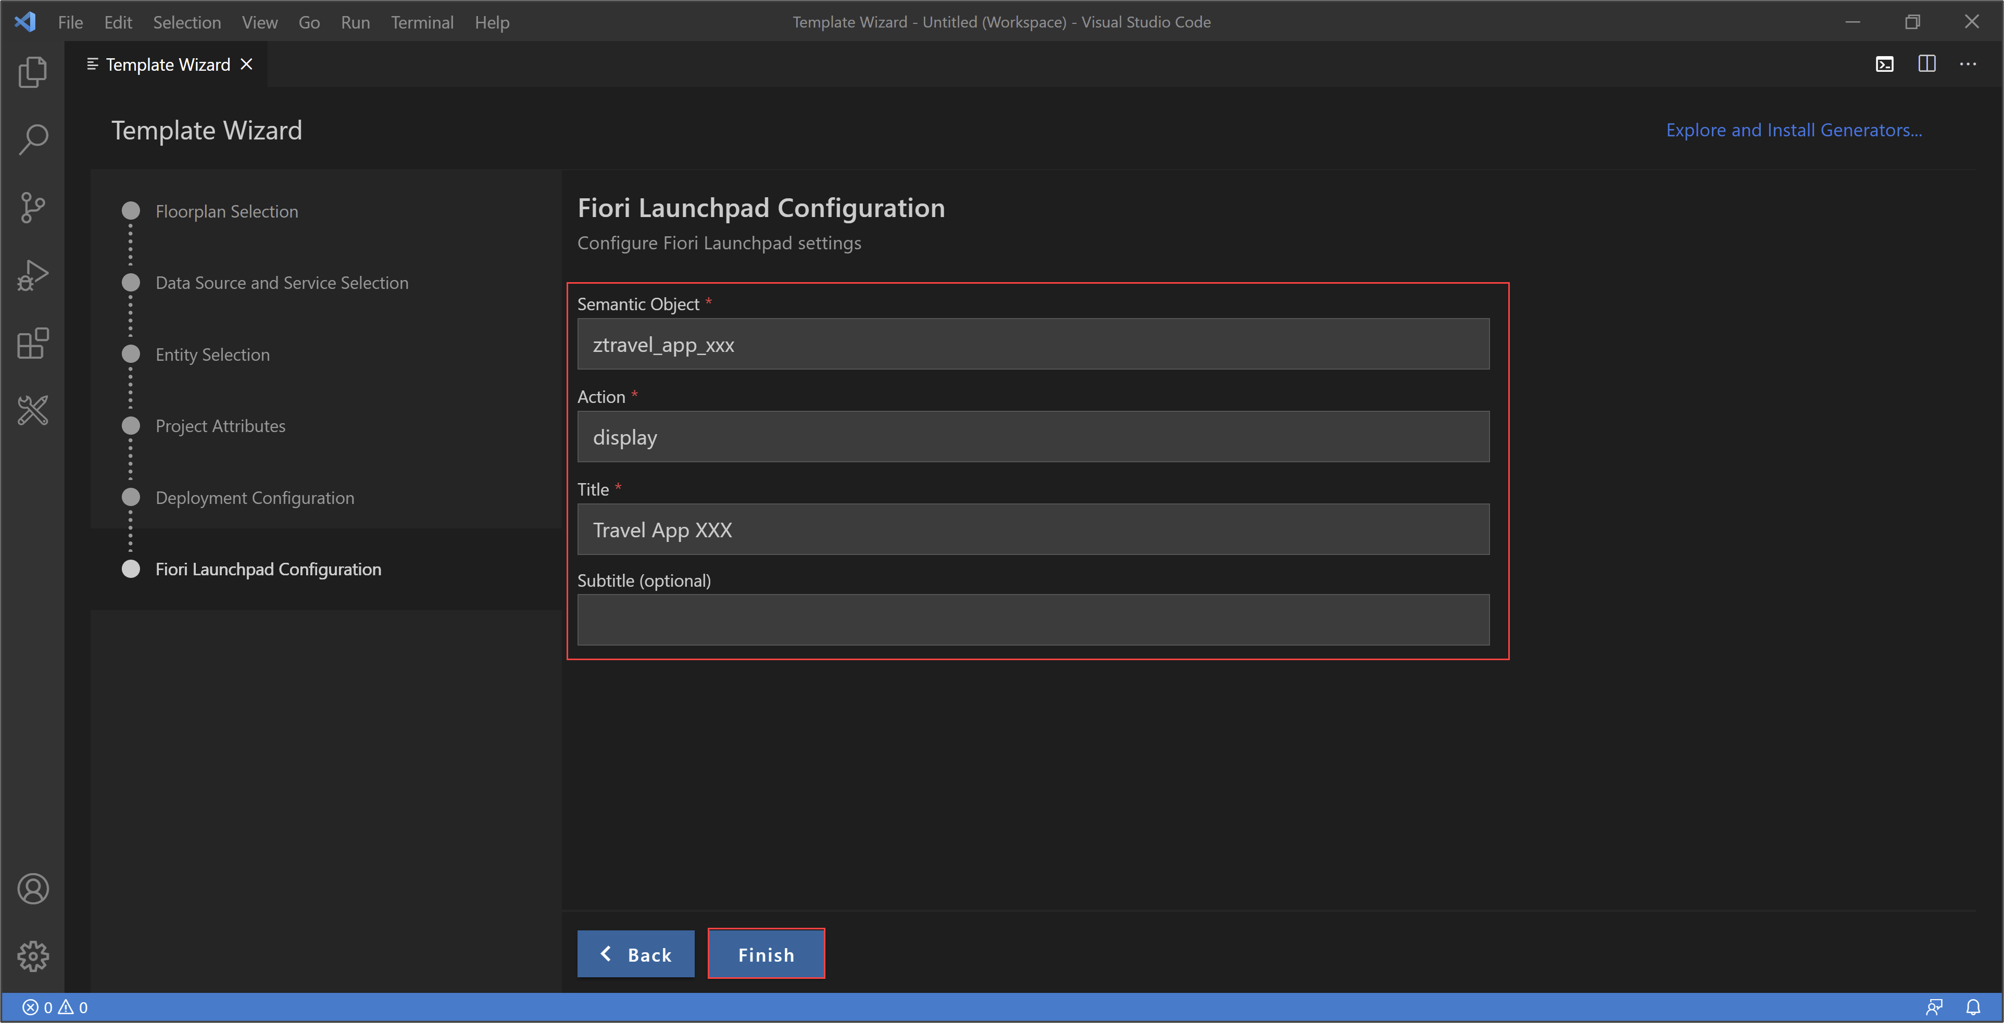 File Edit Selection View Go Run Terminal Help
Template Wizard - Untitled (Workspace) - Visual Studio Code
Template Wizard
Template Wizard
Explore and Install Generators...
Floorplan Selection
Data Source and Service Selection
Entity Selection
Project Attributes
Deployment Configuration
Fiori Launchpad Configuration
Fiori Launchpad Configuration
Configure Fiori Launchpad settings
Semantic Object *
ztravel_app_xxx
Action *
display
Title *
Travel App XXX
Subtitle (optional)
Back
Finish
0 0